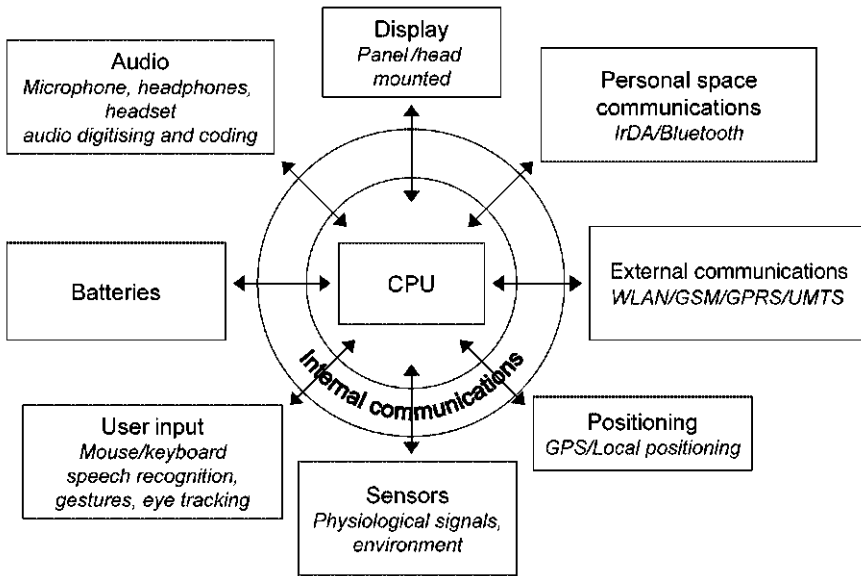 Display
Panel/head
mounted
Audio
Microphone, headphones,
headset
audio digitising and coding
Personal space
communications
IrDA/Bluetooth
Batteries
CPU
External communications
WLAN/GSM/GPRS/UMTS
Internal communications
User input
Mouse/keyboard
speech recognition,
gestures, eye tracking
Sensors
Physiological signals,
environment
Positioning
GPS/Local positioning